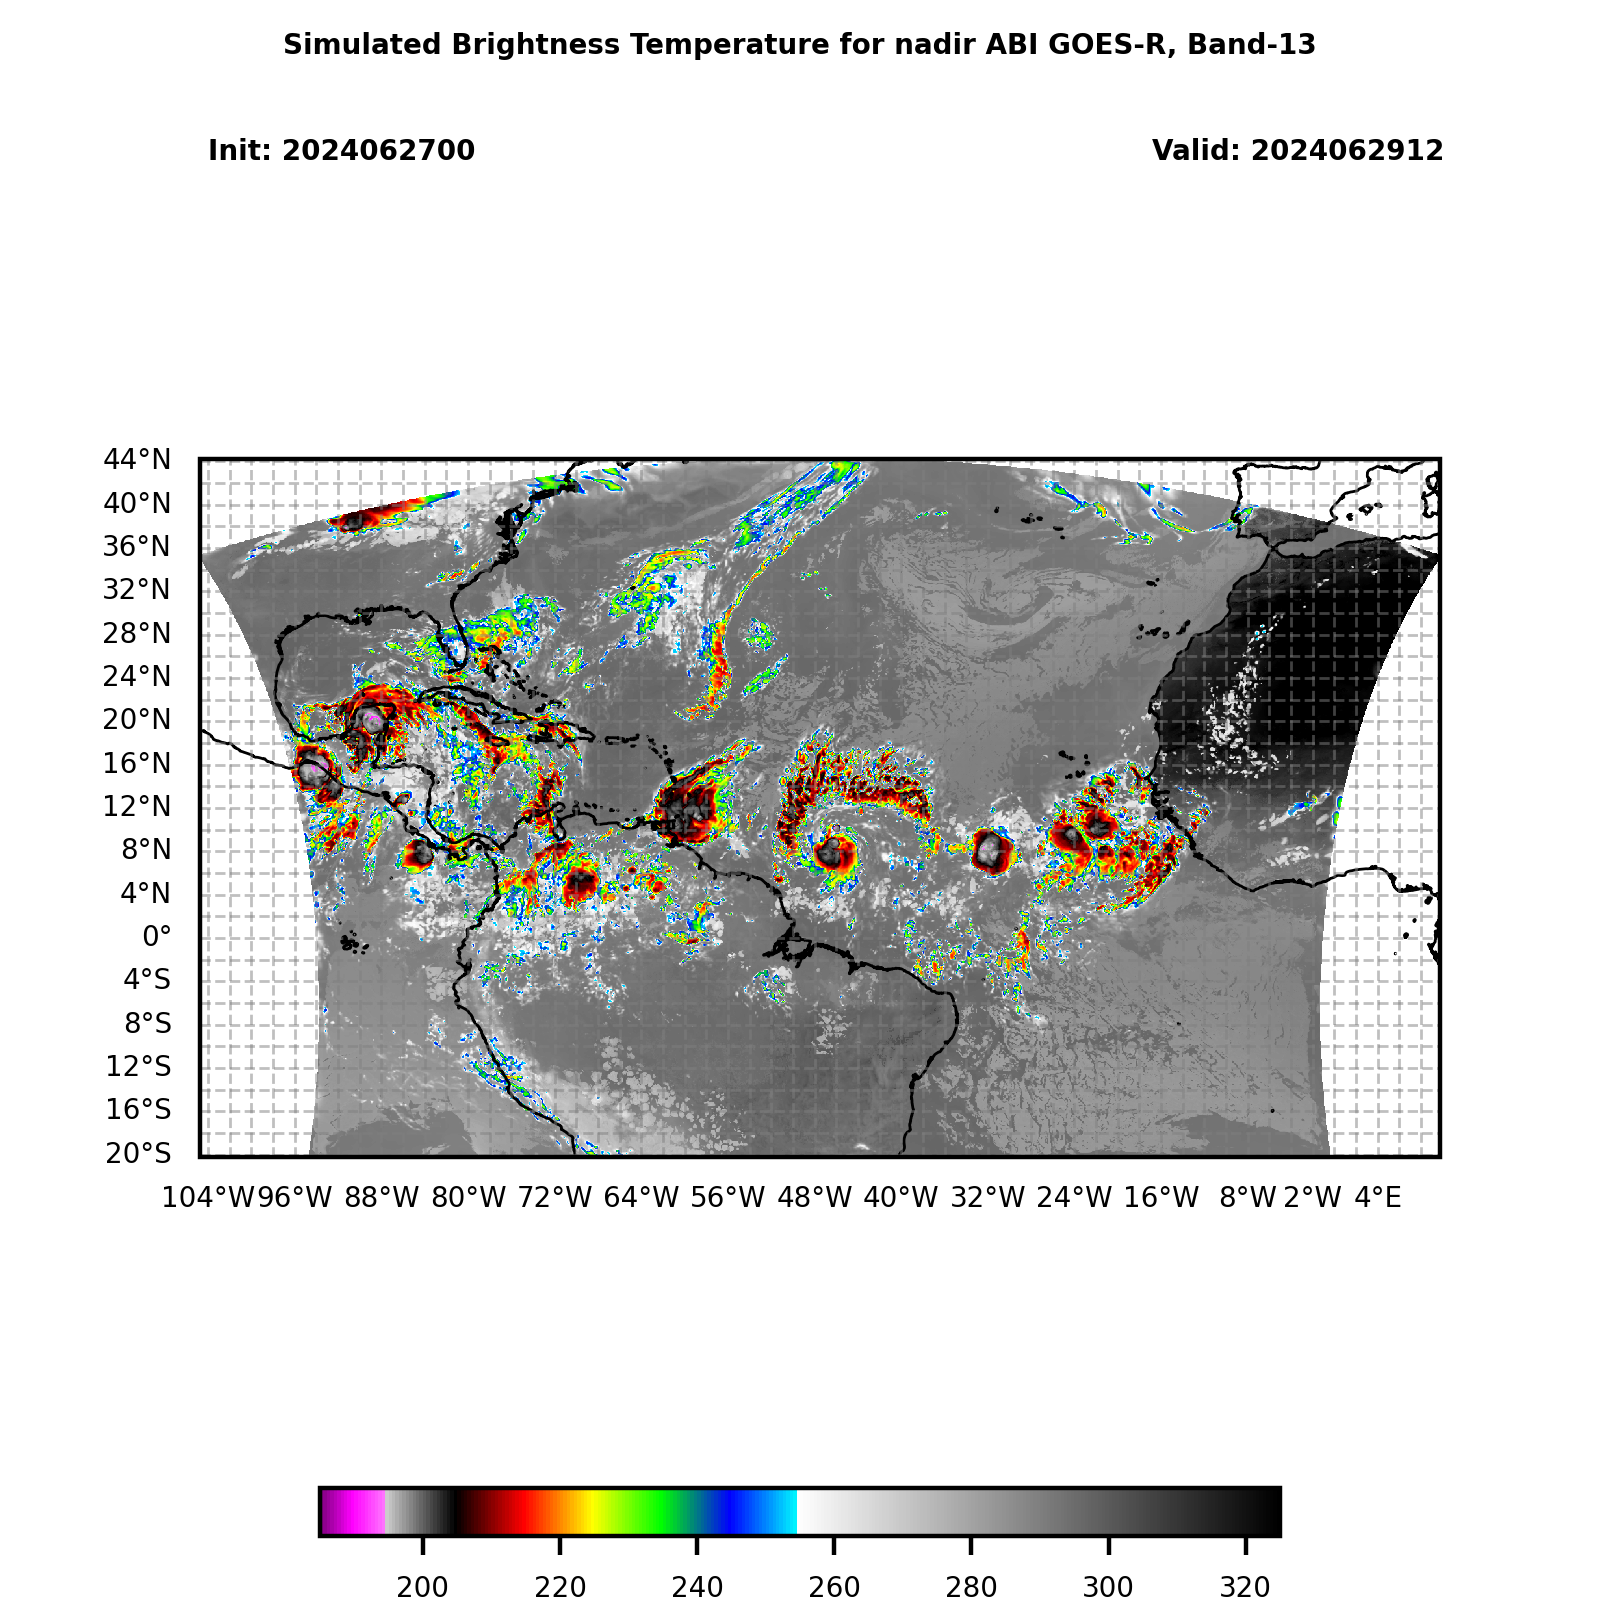 Simulated Brightness Temperature for nadir ABI GOES-R, Band-13
Init: 2024062700
Valid: 2024062912
44°N
40°N
36°N
32°N
28°N
24°N
20°N
16°N
12°N
8°N
4°N
0°
4°S
8°S
12°S
16°S
20°S
104°W 96°W 88°W 80°W 72°W 64°W 56°W 48°W 40°W 32°W 24°W 16°W 8°W 2°W 4°E
200 220 240 260 280 300 320